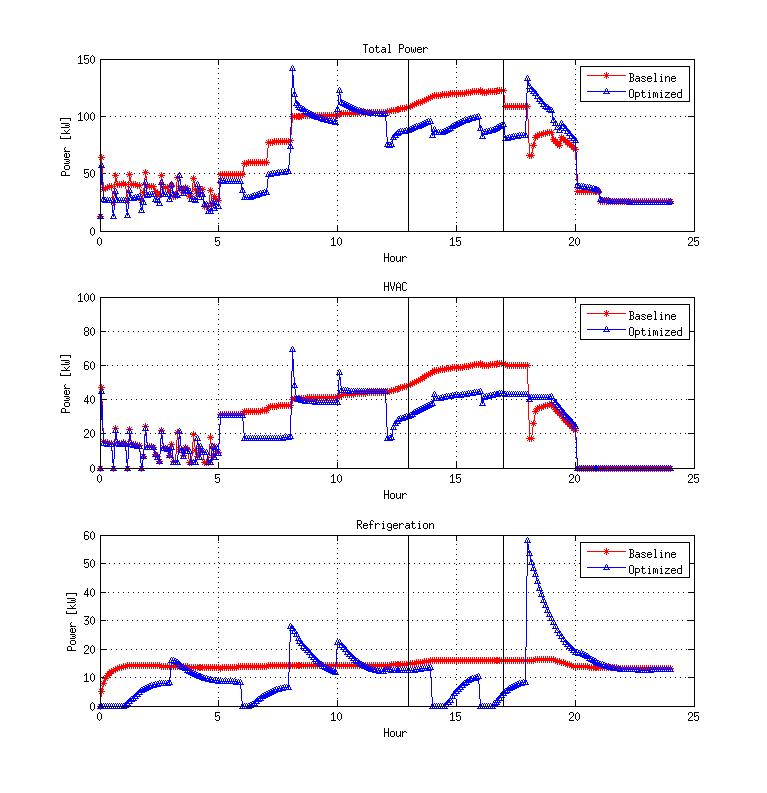 Total Power
150
100
50
0
Power [kW]
Baseline
Optimized
0 5 10 15 20 25
Hour
HVAC
100
80
60
40
20
0
Power [kW]
Baseline
Optimized
0 5 10 15 20 25
Hour
Refrigeration
60
50
40
30
20
10
0
Power [kW]
Baseline
Optimized
0 5 10 15 20 25
Hour